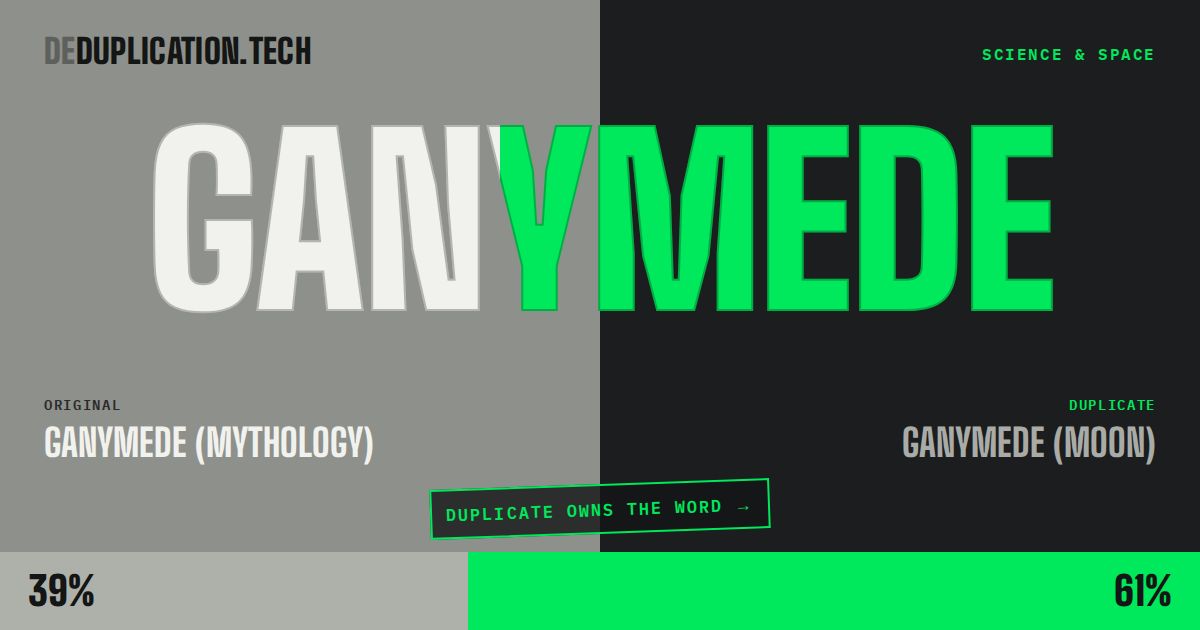 DEDUPLICATION.TECH
SCIENCE & SPACE
GANYMEDE
ORIGINAL
DUPLICATE
GANYMEDE (MYTHOLOGY)
GANYMEDE (MOON)
DUPLICATE OWNS THE WORD →
39%
61%